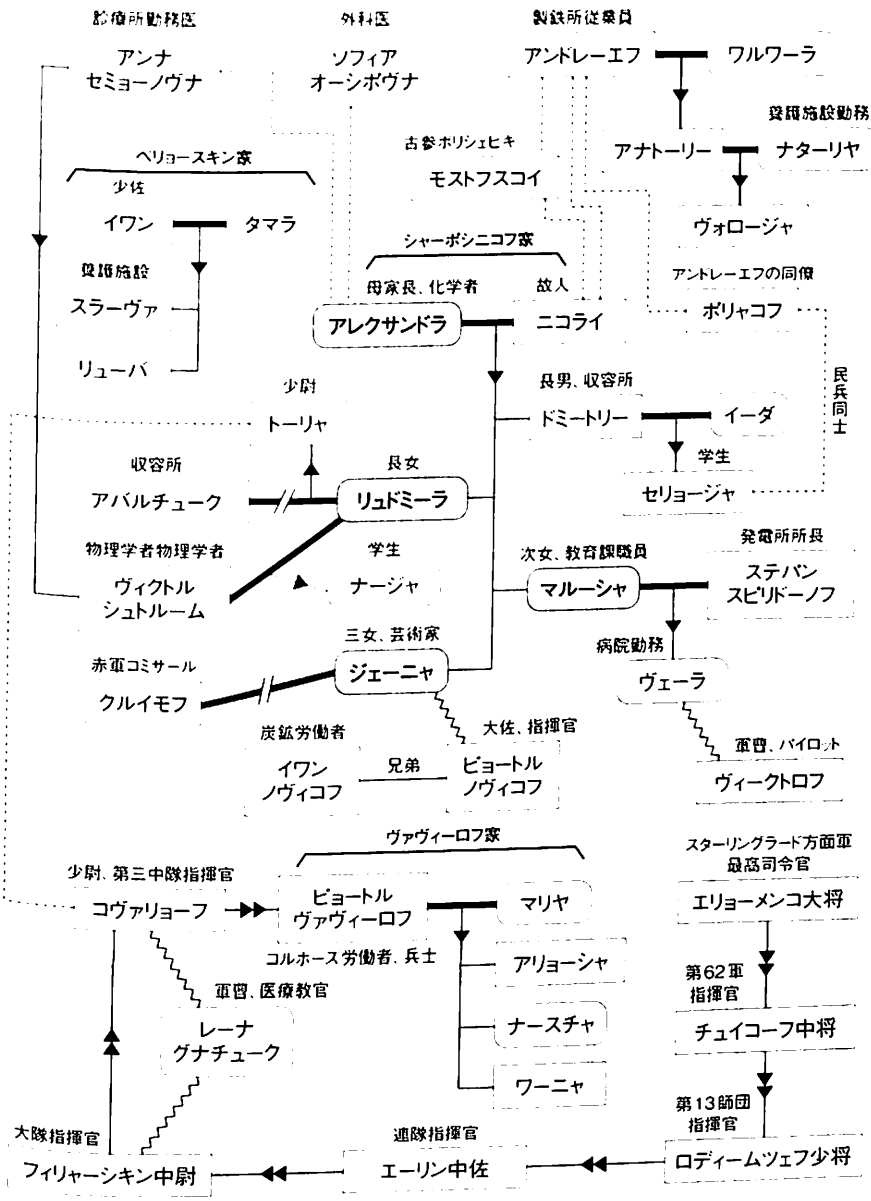 診療所勤務医
アンナ
セミョーノヴナ
外科医
ソフィア
オーシポヴナ
製鉄所従業員
アンドレーエフ
ワルワーラ
養護施設勤務
アナトーリー
ナターリヤ
ヴォロージャ
古参ボリシェヒキ
モストフスコイ
ベリョースキン家
少佐
イワン
タマラ
養護施設
スラーヴァ
リューバ
シャーポシニコフ家
母家長、化学者
アレクサンドラ
故人
ニコライ
アンドレーエフの同僚
ポリャコフ
民兵同士
少尉
トーリャ
長男、収容所
ドミートリー
イーダ
学生
セリョージャ
収容所
アバルチューク
長女
リュドミーラ
物理学者物理学者
ヴィクトル
シュトルーム
学生
ナージャ
次女、教育課職員
マルーシャ
発電所所長
ステパン
スピリドーノフ
三女、芸術家
ジェーニャ
赤軍コミサール
クルイモフ
病院勤務
ヴェーラ
炭鉱労働者
イワン
ノヴィコフ
兄弟
大佐、指揮官
ピョートル
ノヴィコフ
軍曹、パイロット
ヴィークトロフ
ヴァヴィーロフ家
少尉、第三中隊指揮官
コヴァリョーフ
ピョートル
ヴァヴィーロフ
コルホース労働者、兵士
マリヤ
アリョーシャ
ナースチャ
ワーニャ
スターリングラード方面軍
最高司令官
エリョーメンコ大将
第62軍
指揮官
チュイコーフ中将
第13師団
指揮官
ロディームツェフ少将
軍曹、医療教官
レーナ
グナチューク
大隊指揮官
フィリャーシキン中尉
連隊指揮官
エーリン中佐